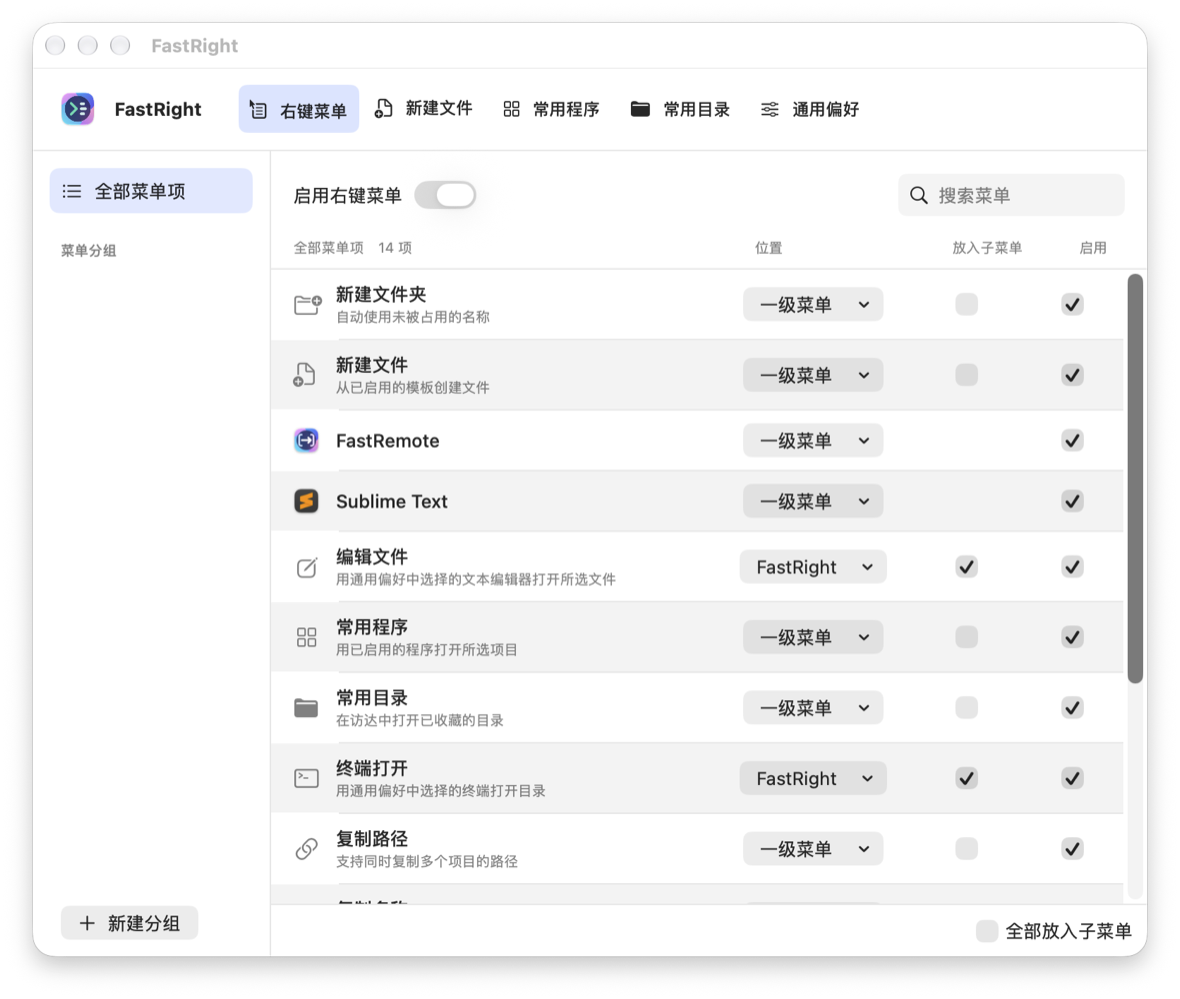 FastRight
FastRight
右键菜单
新建文件
常用程序
常用目录
通用偏好
全部菜单项
菜单分组
启用右键菜单
搜索菜单
全部菜单项 14 项 位置 放入子菜单 启用
新建文件夹
自动使用未被占用的名称
一级菜单
新建文件
从已启用的模板创建文件
一级菜单
FastRemote
一级菜单
Sublime Text
一级菜单
编辑文件
用通用偏好中选择的文本编辑器打开所选文件
FastRight
常用程序
用已启用的程序打开所选项目
一级菜单
常用目录
在访达中打开已收藏的目录
一级菜单
终端打开
用通用偏好中选择的终端打开目录
FastRight
复制路径
支持同时复制多个项目的路径
一级菜单
新建分组
全部放入子菜单